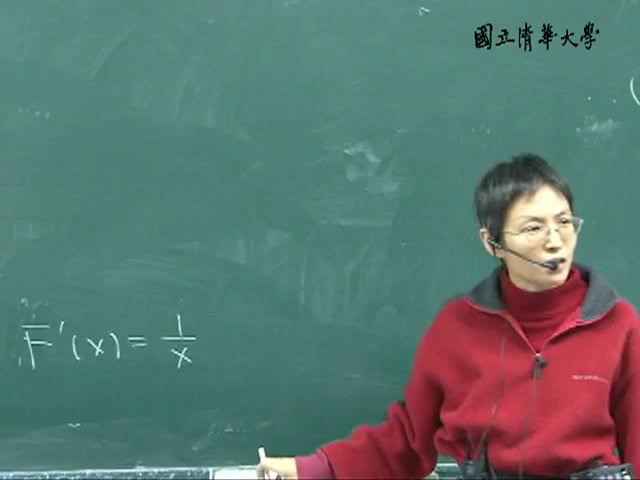 國立清華大學
F'(x) = 1/x